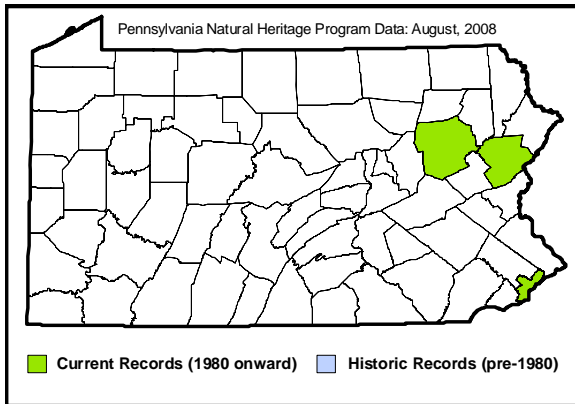 Pennsylvania Natural Heritage Program Data: August, 2008
Current Records (1980 onward) Historic Records (pre-1980)